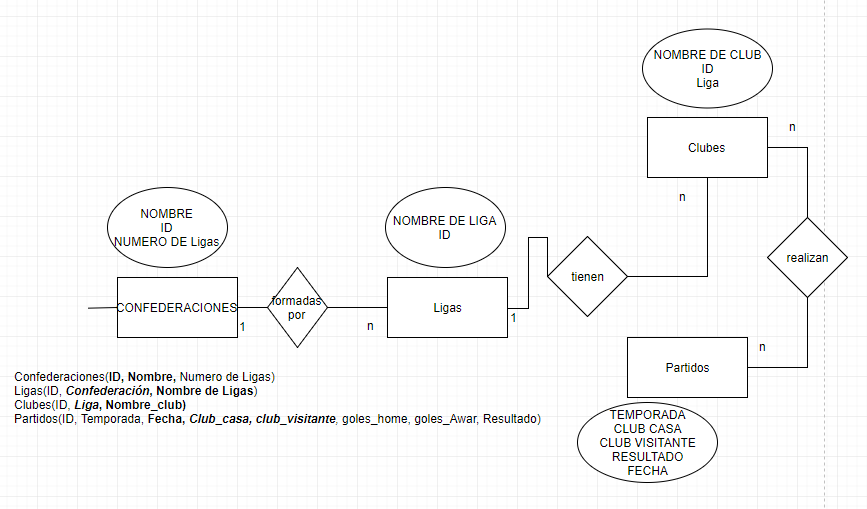 NOMBRE DE CLUB
ID
Liga
n
Clubes
n
NOMBRE
ID
NUMERO DE Ligas
NOMBRE DE LIGA
ID
realizan
tienen
CONFEDERACIONES
formadas
por
Ligas
1
n
1
n
Partidos
Confederaciones(ID, Nombre, Numero de Ligas)
Ligas(ID, Confederación, Nombre de Ligas)
Clubes(ID, Liga, Nombre_club)
Partidos(ID, Temporada, Fecha, Club_casa, club_visitante, goles_home, goles_Awar, Resultado)
TEMPORADA
CLUB CASA
CLUB VISITANTE
RESULTADO
FECHA